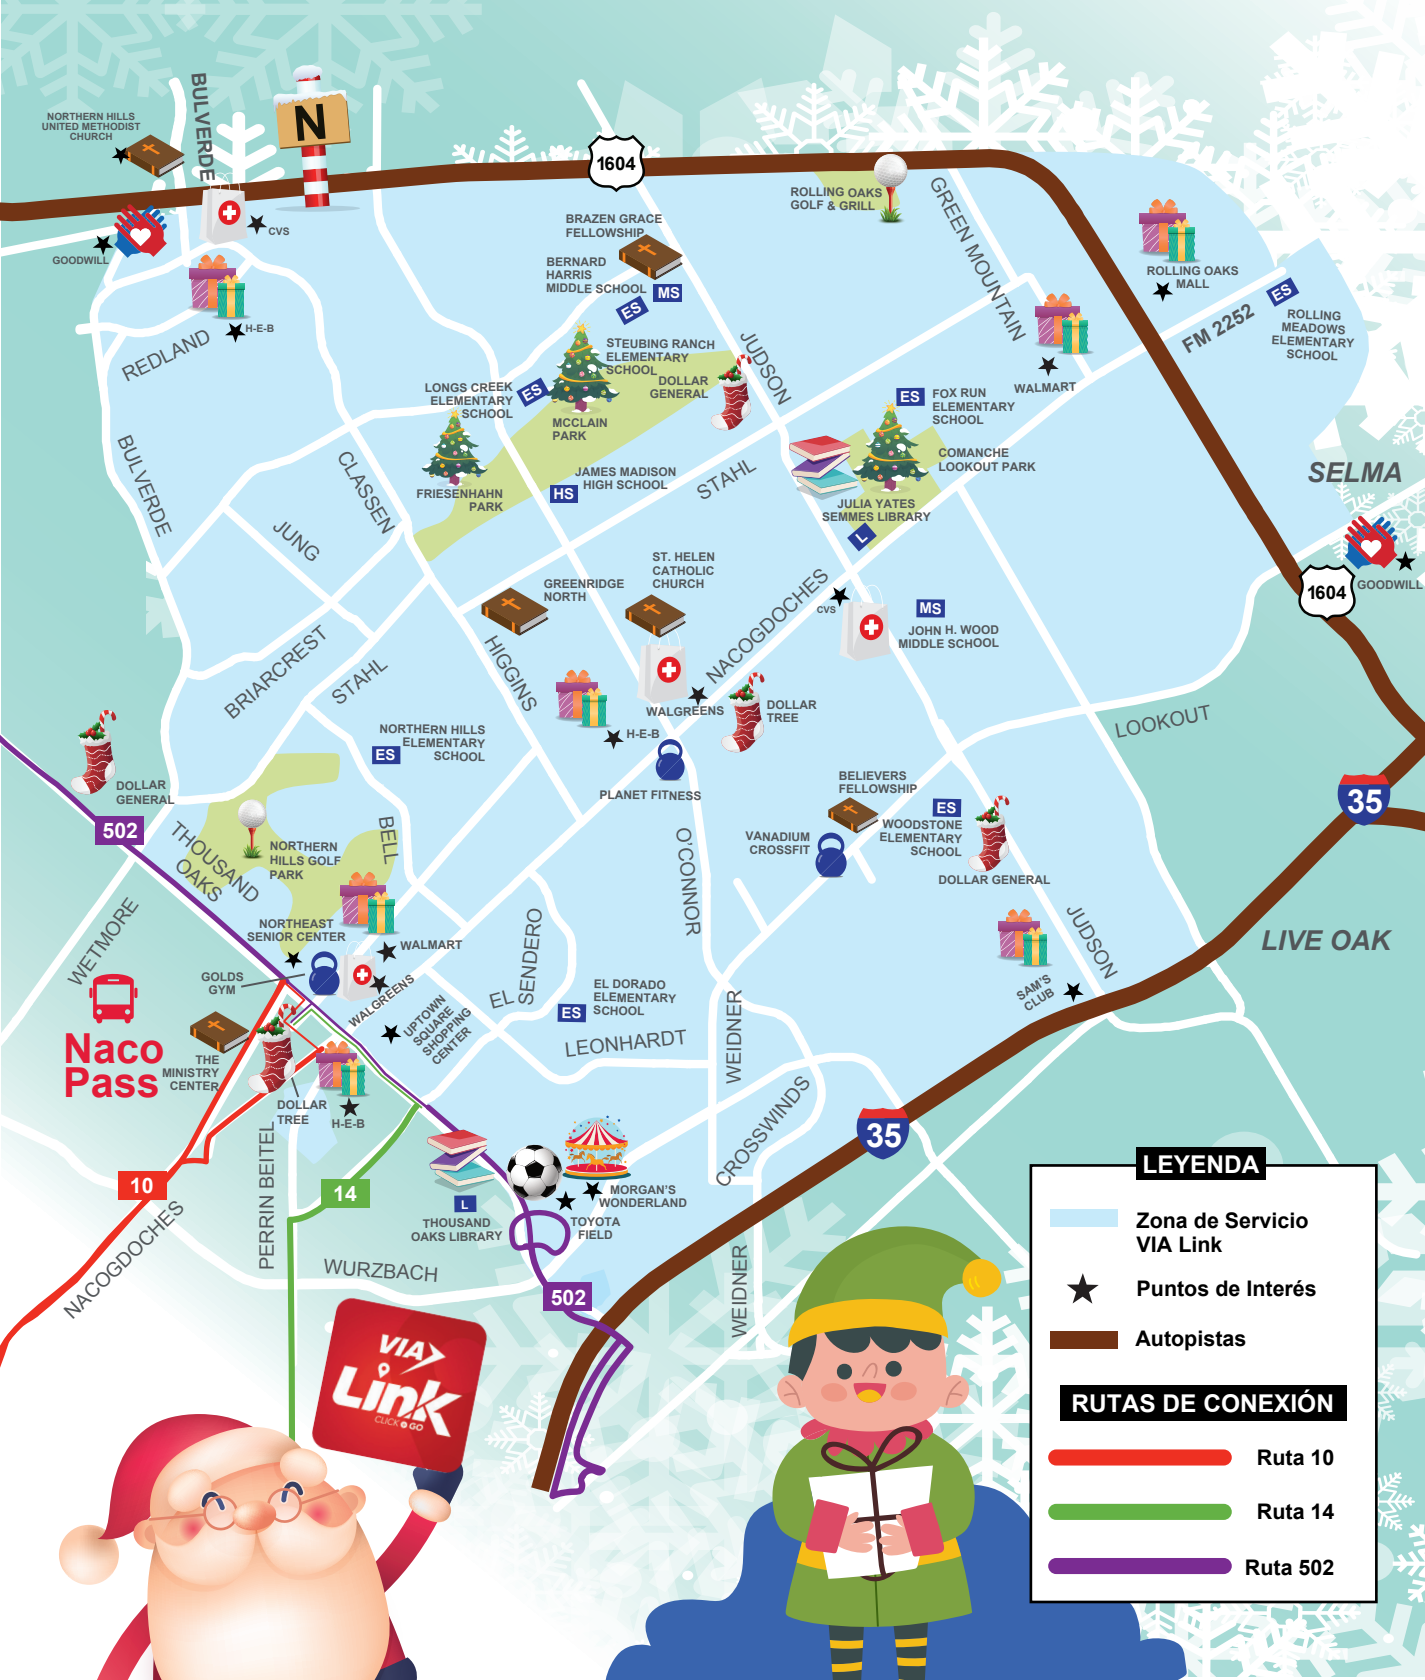 BULVERDE
NORTHERN HILLS
UNITED METHODIST
CHURCH
N
1604
ROLLING OAKS
GOLF & GRILL
GREEN MOUNTAIN
BRAZEN GRACE
FELLOWSHIP
CVS
GOODWILL
BERNARD
HARRIS
MIDDLE SCHOOL
MS
ES
ROLLING OAKS
MALL
ES
ROLLING
MEADOWS
ELEMENTARY
SCHOOL
FM 2252
H-E-B
REDLAND
STEUBING RANCH
ELEMENTARY
SCHOOL
DOLLAR
GENERAL
JUDSON
WALMART
LONGS CREEK
ELEMENTARY
SCHOOL
ES
MCCLAIN
PARK
ES
FOX RUN
ELEMENTARY
SCHOOL
COMANCHE
LOOKOUT PARK
SELMA
BULVERDE
CLASSEN
STAHL
JAMES MADISON
HIGH SCHOOL
HS
FRIESENHAHN
PARK
JULIA YATES
SEMMES LIBRARY
L
JUNG
ST. HELEN
CATHOLIC
CHURCH
GREENRIDGE
NORTH
GOODWILL
1604
CVS
MS
JOHN H. WOOD
MIDDLE SCHOOL
NACOGDOCHES
BRIARCREST
STAHL
HIGGINS
WALGREENS
DOLLAR
TREE
LOOKOUT
H-E-B
NORTHERN HILLS
ELEMENTARY
SCHOOL
ES
PLANET FITNESS
DOLLAR
GENERAL
502
BELIEVERS
FELLOWSHIP
35
ES
WOODSTONE
ELEMENTARY
SCHOOL
VANADIUM
CROSSFIT
DOLLAR GENERAL
THOUSAND
OAKS
NORTHERN
HILLS GOLF
PARK
BELL
O'CONNOR
WETMORE
NORTHEAST
SENIOR CENTER
WALMART
EL
SENDERO
JUDSON
LIVE OAK
GOLDS
GYM
WALGREENS
SAM'S
CLUB
UPTOWN
SQUARE
SHOPPING
CENTER
ES
EL DORADO
ELEMENTARY
SCHOOL
LEONHARDT
WEIDNER
Naco
Pass
THE
MINISTRY
CENTER
DOLLAR
TREE
H-E-B
CROSSWINDS
35
PERRIN BEITEL
10
14
L
THOUSAND
OAKS LIBRARY
MORGAN'S
WONDERLAND
TOYOTA
FIELD
NACOGDOCHES
WURZBACH
502
WEIDNER
LEYENDA
Zona de Servicio
VIA Link
Puntos de Interés
Autopistas
RUTAS DE CONEXIÓN
Ruta 10
Ruta 14
Ruta 502
VIA
Link
CLICK GO